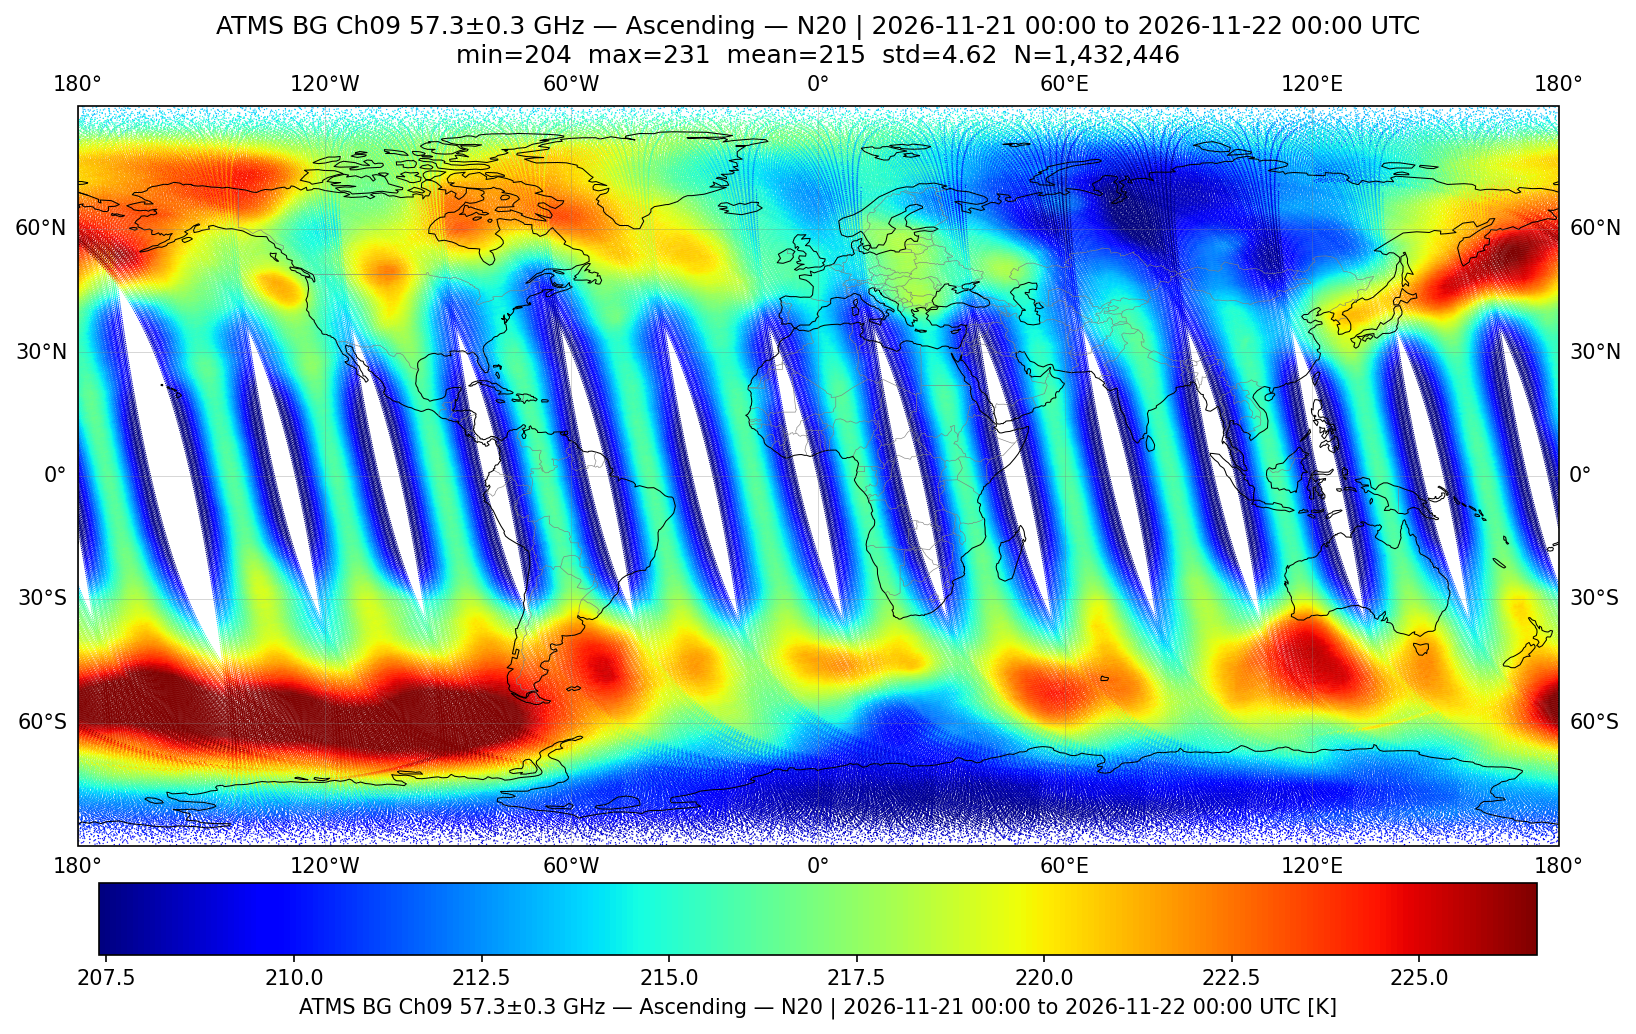 ATMS BG Ch09 57.3±0.3 GHz — Ascending — N20 | 2026-11-21 00:00 to 2026-11-22 00:00 UTC
min=204 max=231 mean=215 std=4.62 N=1,432,446
180° 120°W 60°W 0° 60°E 120°E 180°
60°N 60°N
30°N 30°N
0° 0°
30°S 30°S
60°S 60°S
180° 120°W 60°W 0° 60°E 120°E 180°
207.5 210.0 212.5 215.0 217.5 220.0 222.5 225.0
ATMS BG Ch09 57.3±0.3 GHz — Ascending — N20 | 2026-11-21 00:00 to 2026-11-22 00:00 UTC [K]